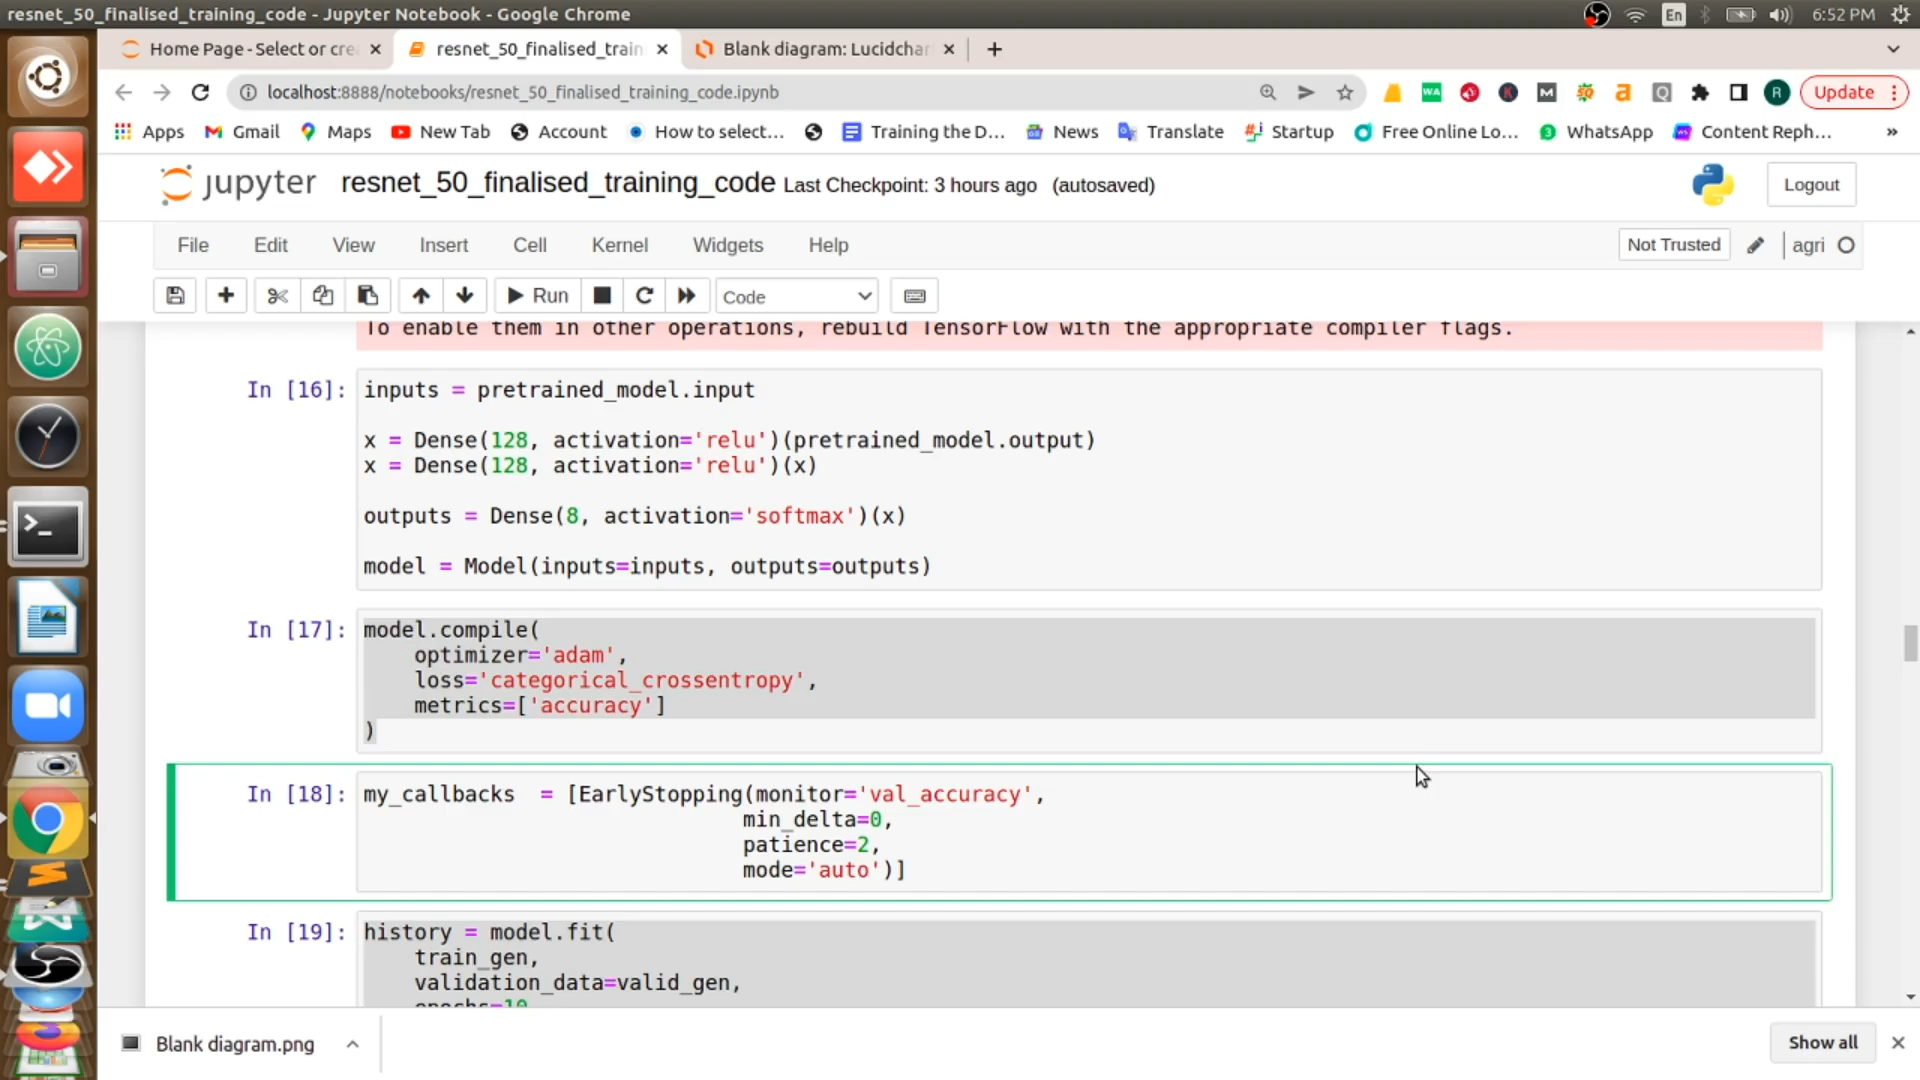 resnet_50_finalised_training_code - Jupyter Notebook - Google Chrome
En
6:52 PM
Home Page - Select or cre
resnet_50_finalised_train
Blank diagram: Lucidchar
localhost:8888/notebooks/resnet_50_finalised_training_code.ipynb
Update
Apps
Gmail
Maps
New Tab
Account
How to select...
Training the D...
News
Translate
Startup
Free Online Lo...
WhatsApp
Content Reph...
»
jupyter
resnet_50_finalised_training_code Last Checkpoint: 3 hours ago (autosaved)
Logout
File
Edit
View
Insert
Cell
Kernel
Widgets
Help
Not Trusted
agri
Run
Code
To enable them in other operations, rebuild TensorFlow with the appropriate compiler flags.
In [16]: inputs = pretrained_model.input
x = Dense(128, activation='relu')(pretrained_model.output)
x = Dense(128, activation='relu')(x)
outputs = Dense(8, activation='softmax')(x)
model = Model(inputs=inputs, outputs=outputs)
In [17]: model.compile(
optimizer='adam',
loss='categorical_crossentropy',
metrics=['accuracy']
)
In [18]: my_callbacks  = [EarlyStopping(monitor='val_accuracy',
min_delta=0,
patience=2,
mode='auto')]
In [19]: history = model.fit(
train_gen,
validation_data=valid_gen,
epochs=10
Blank diagram.png
Show all